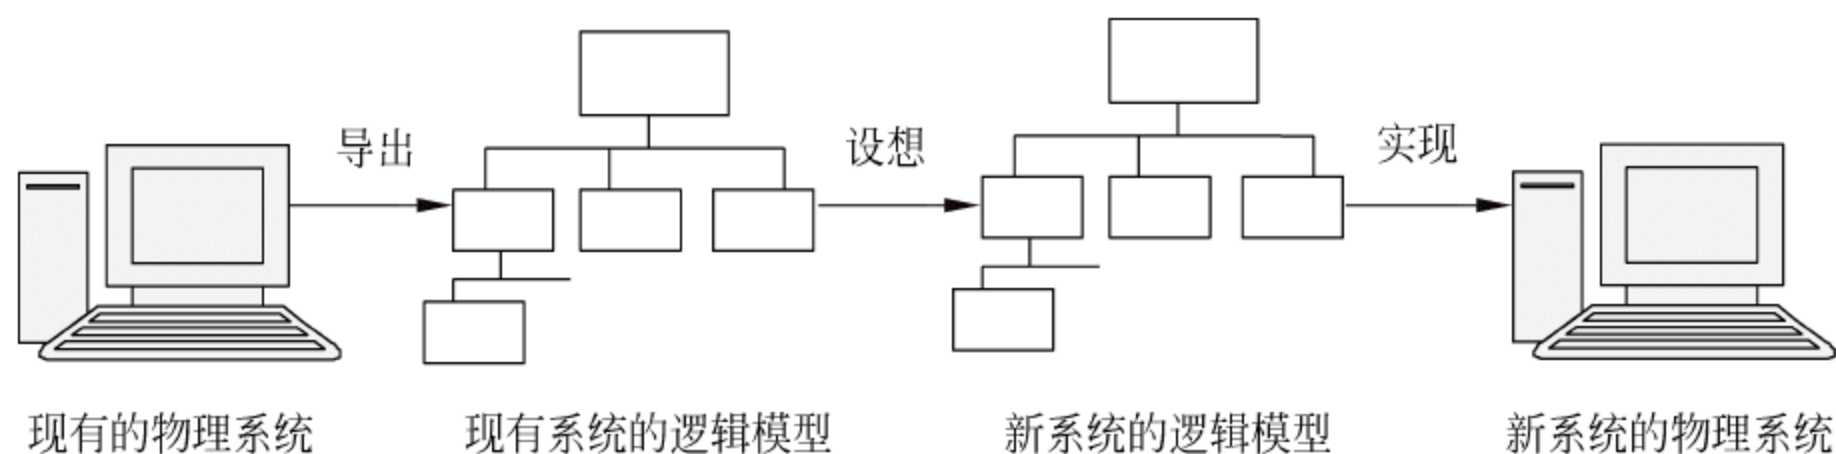 导出
设想
实现
现有的物理系统
现有系统的逻辑模型
新系统的逻辑模型
新系统的物理系统